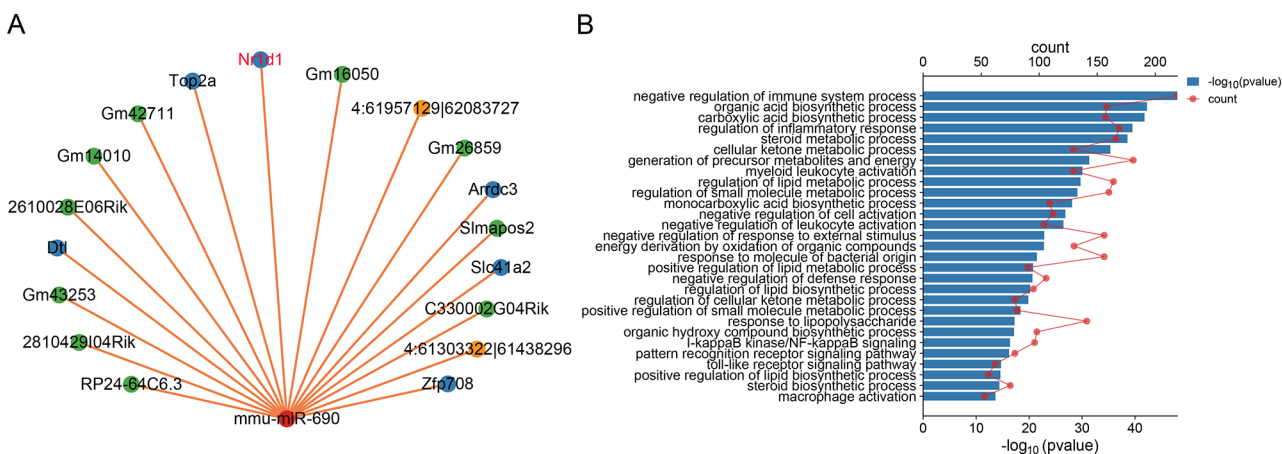 A
B
Nr1d1
Top2a
Gm16050
Gm42711
4:61957129|62083727
Gm14010
Gm26859
2610028E06Rik
Arrdc3
Dtl
Slmapos2
Slc41a2
Gm43253
C330002G04Rik
2810429I04Rik
4:61303322|61438296
RP24-64C6.3
Zfp708
mmu-miR-690
count
0 50 100 150 200
-log10(pvalue)
count
negative regulation of immune system process
organic acid biosynthetic process
carboxylic acid biosynthetic process
regulation of inflammatory response
steroid metabolic process
cellular ketone metabolic process
generation of precursor metabolites and energy
myeloid leukocyte activation
regulation of lipid metabolic process
regulation of small molecule metabolic process
monocarboxylic acid biosynthetic process
negative regulation of cell activation
negative regulation of leukocyte activation
negative regulation of response to external stimulus
energy derivation by oxidation of organic compounds
response to molecule of bacterial origin
positive regulation of lipid metabolic process
negative regulation of defense response
regulation of lipid biosynthetic process
regulation of cellular ketone metabolic process
positive regulation of small molecule metabolic process
response to lipopolysaccharide
organic hydroxy compound biosynthetic process
I-kappaB kinase/NF-kappaB signaling
pattern recognition receptor signaling pathway
toll-like receptor signaling pathway
positive regulation of lipid biosynthetic process
steroid biosynthetic process
macrophage activation
0 10 20 30 40
-log10 (pvalue)